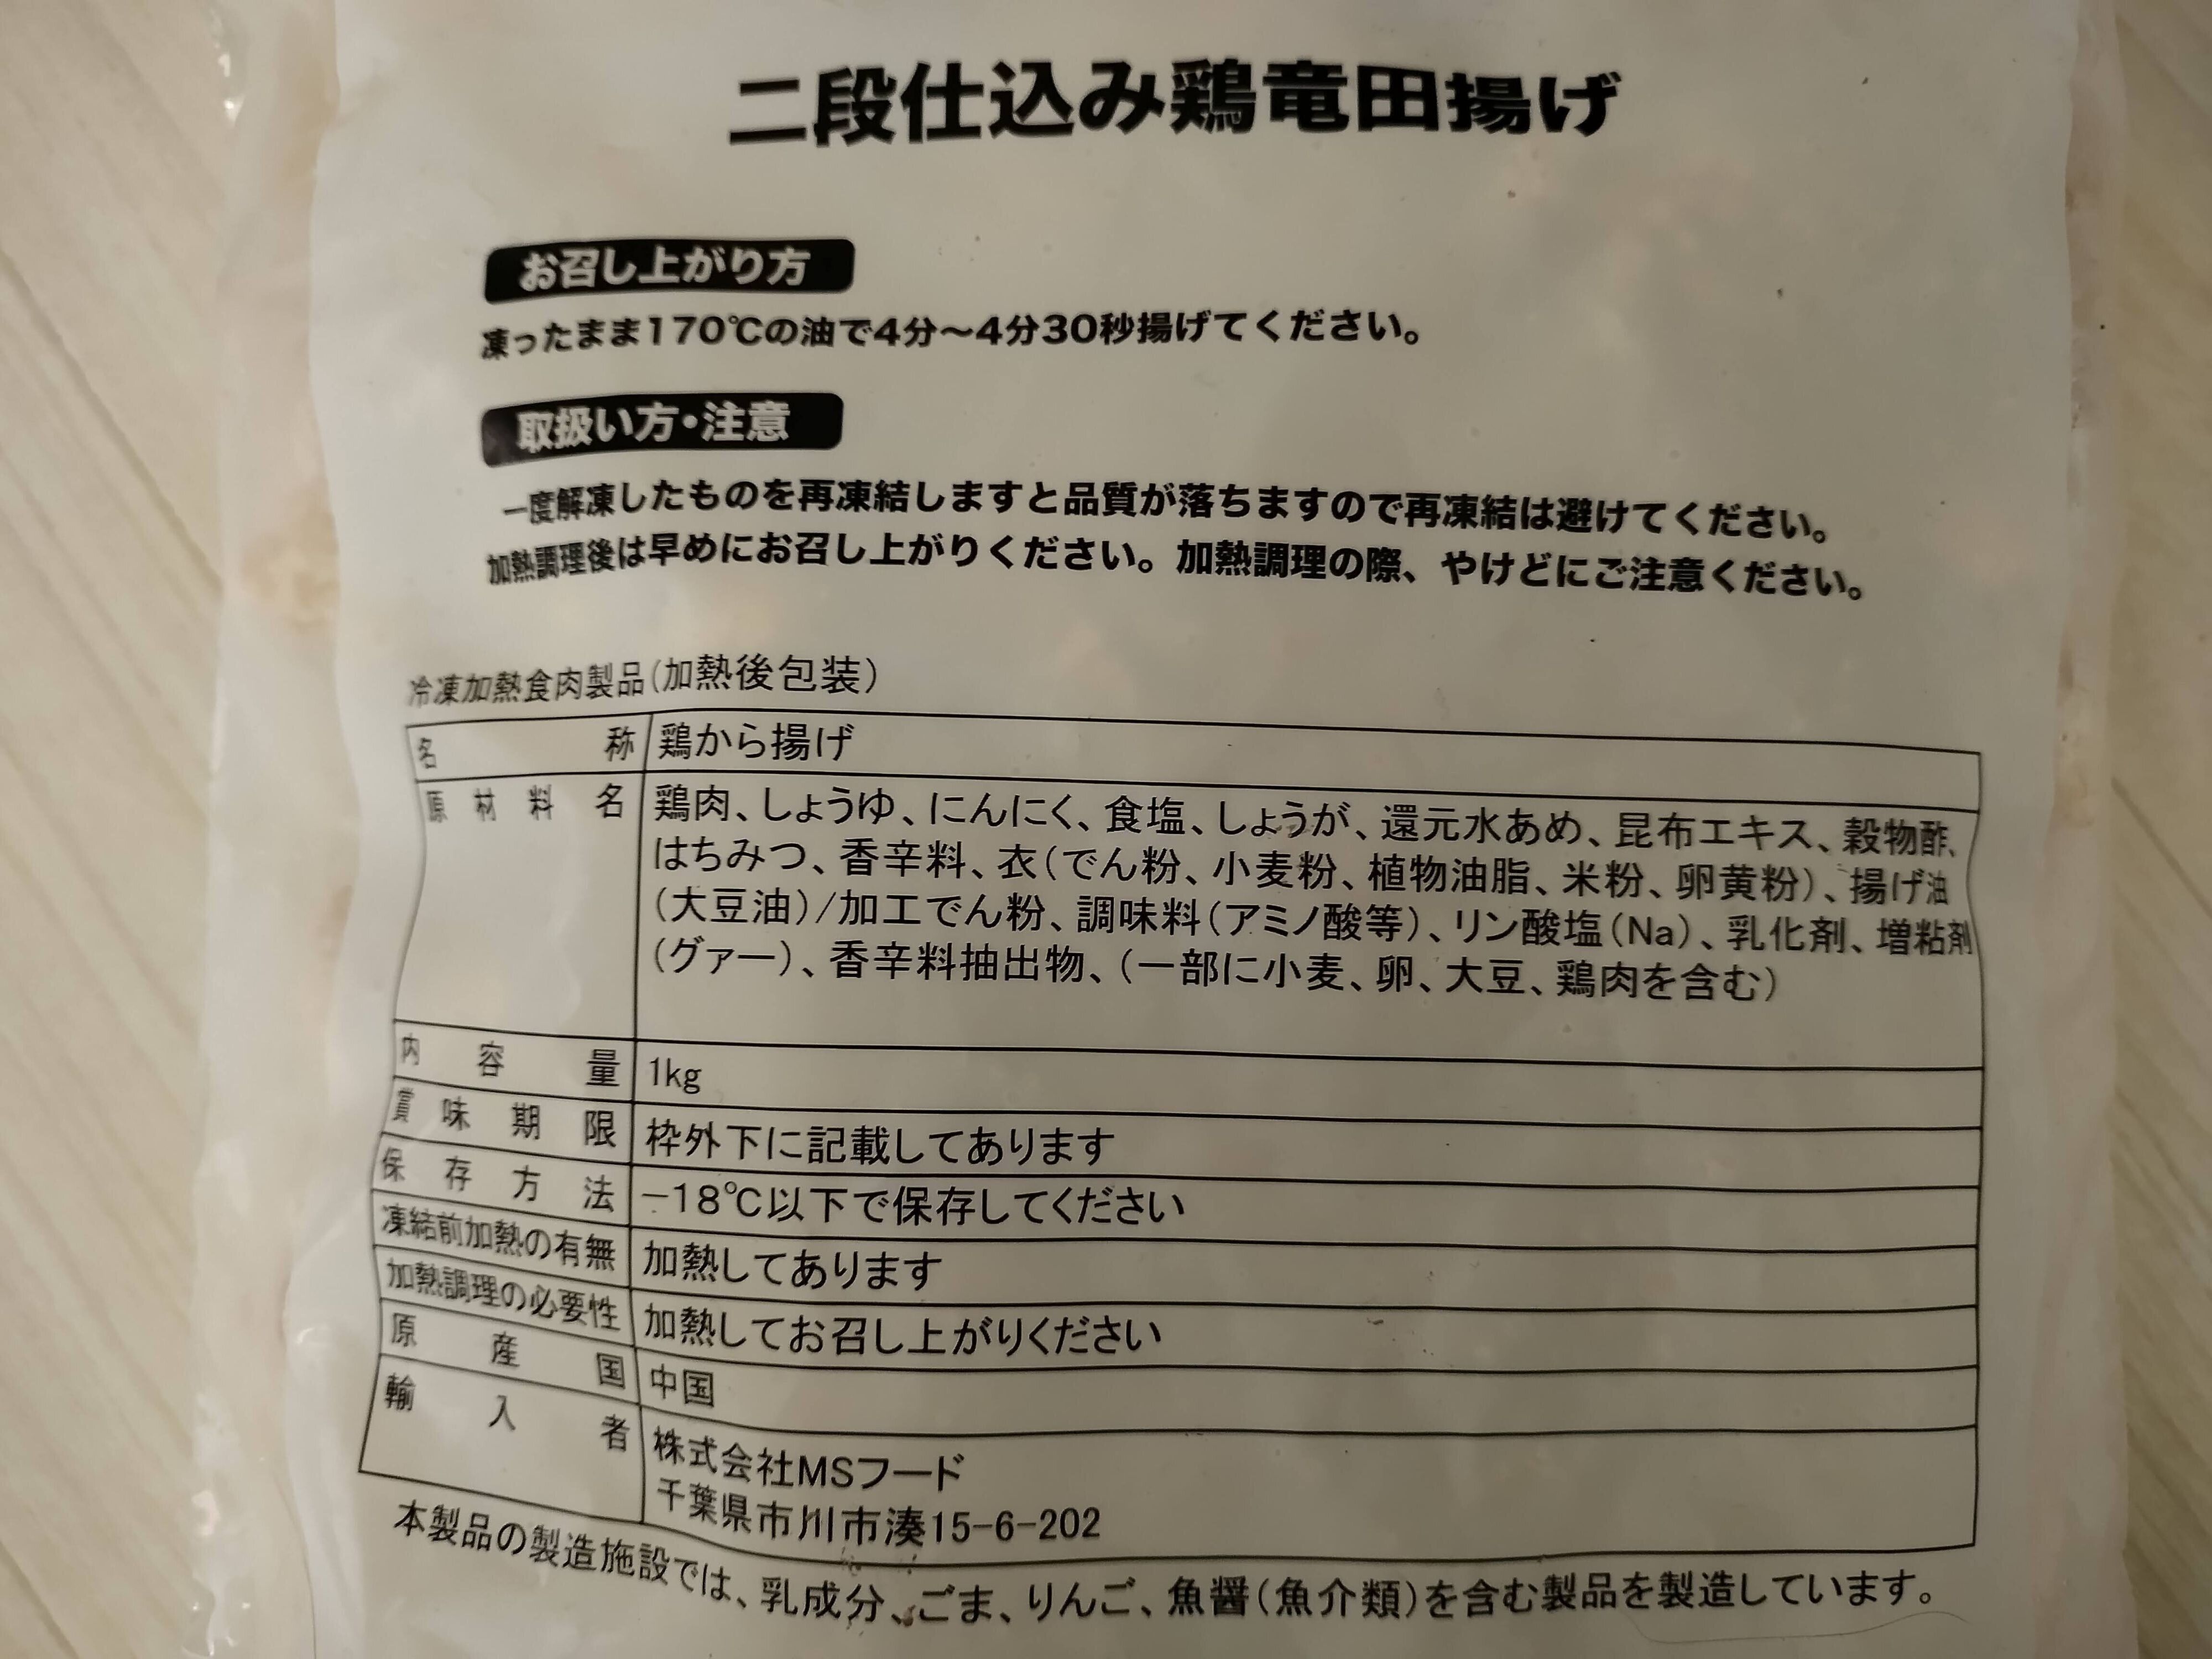 二段仕込み鶏竜田揚げ
お召し上がり方
凍ったまま170℃の油で4分～4分30秒揚げてください。
取扱い方・注意
一度解凍したものを再凍結しますと品質が落ちますので再凍結は避けてください。
加熱調理後は早めにお召し上がりください。加熱調理の際、やけどにご注意ください。
冷凍加熱食肉製品(加熱後包装)
名称 鶏から揚げ
原材料名 鶏肉、しょうゆ、にんにく、食塩、しょうが、還元水あめ、昆布エキス、穀物酢、
はちみつ、香辛料、衣(でん粉、小麦粉、植物油脂、米粉、卵黄粉)、揚げ油
(大豆油)/加工でん粉、調味料(アミノ酸等)、リン酸塩(Na)、乳化剤、増粘剤
(グァー)、香辛料抽出物、(一部に小麦、卵、大豆、鶏肉を含む)
内容量 1kg
賞味期限 枠外下に記載してあります
保存方法 －18℃以下で保存してください
凍結前加熱の有無 加熱してあります
加熱調理の必要性 加熱してお召し上がりください
原産国 中国
輸入者 株式会社MSフード
千葉県市川市湊15-6-202
本製品の製造施設では、乳成分、ごま、りんご、魚醤(魚介類)を含む製品を製造しています。